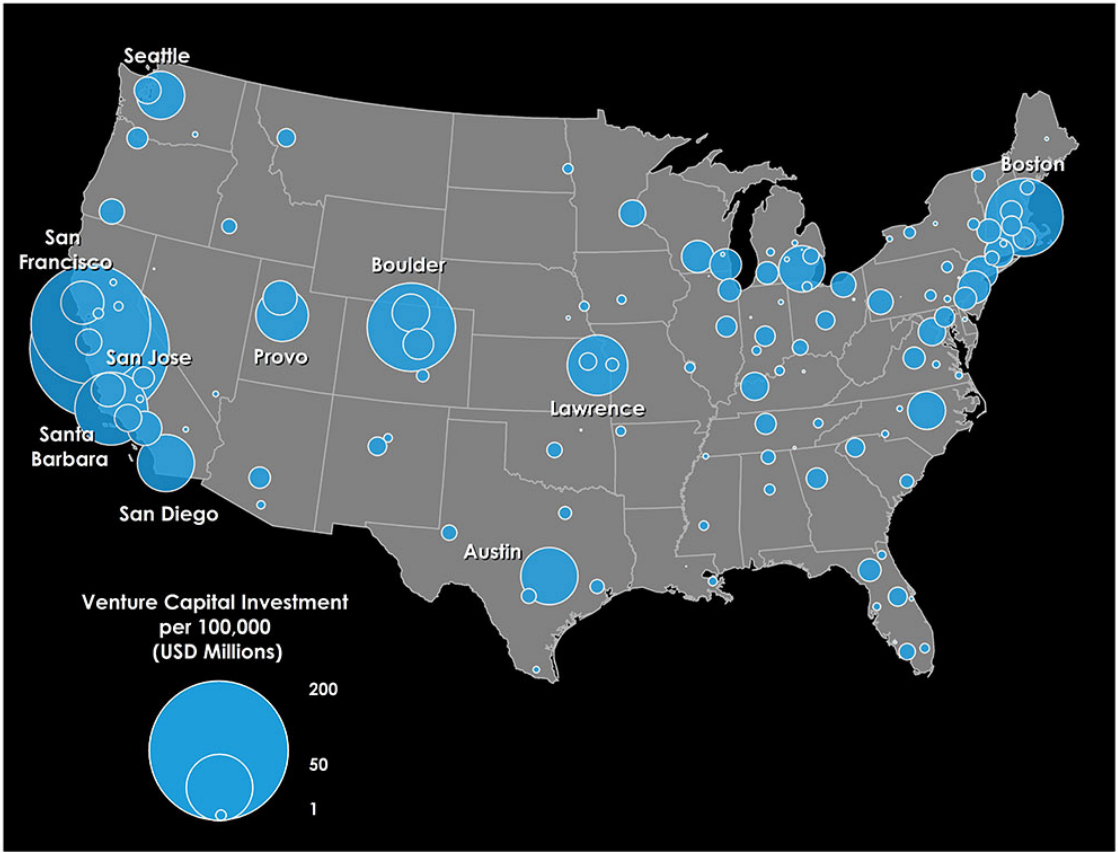 Seattle
Boston
San
Francisco
Boulder
San Jose
Provo
Lawrence
Santa
Barbara
San Diego
Austin
Venture Capital Investment
per 100,000
(USD Millions)
200
50
1